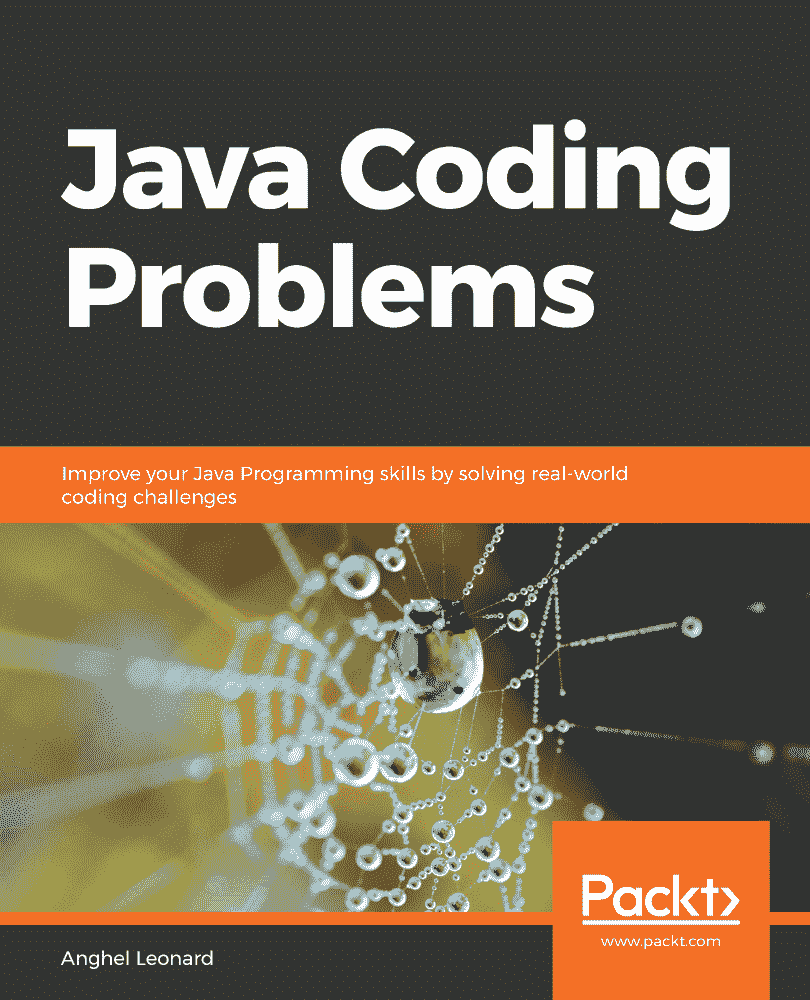 Java Coding
Problems
Improve your Java Programming skills by solving real-world
coding challenges
Packt>
www.packt.com
Anghel Leonard